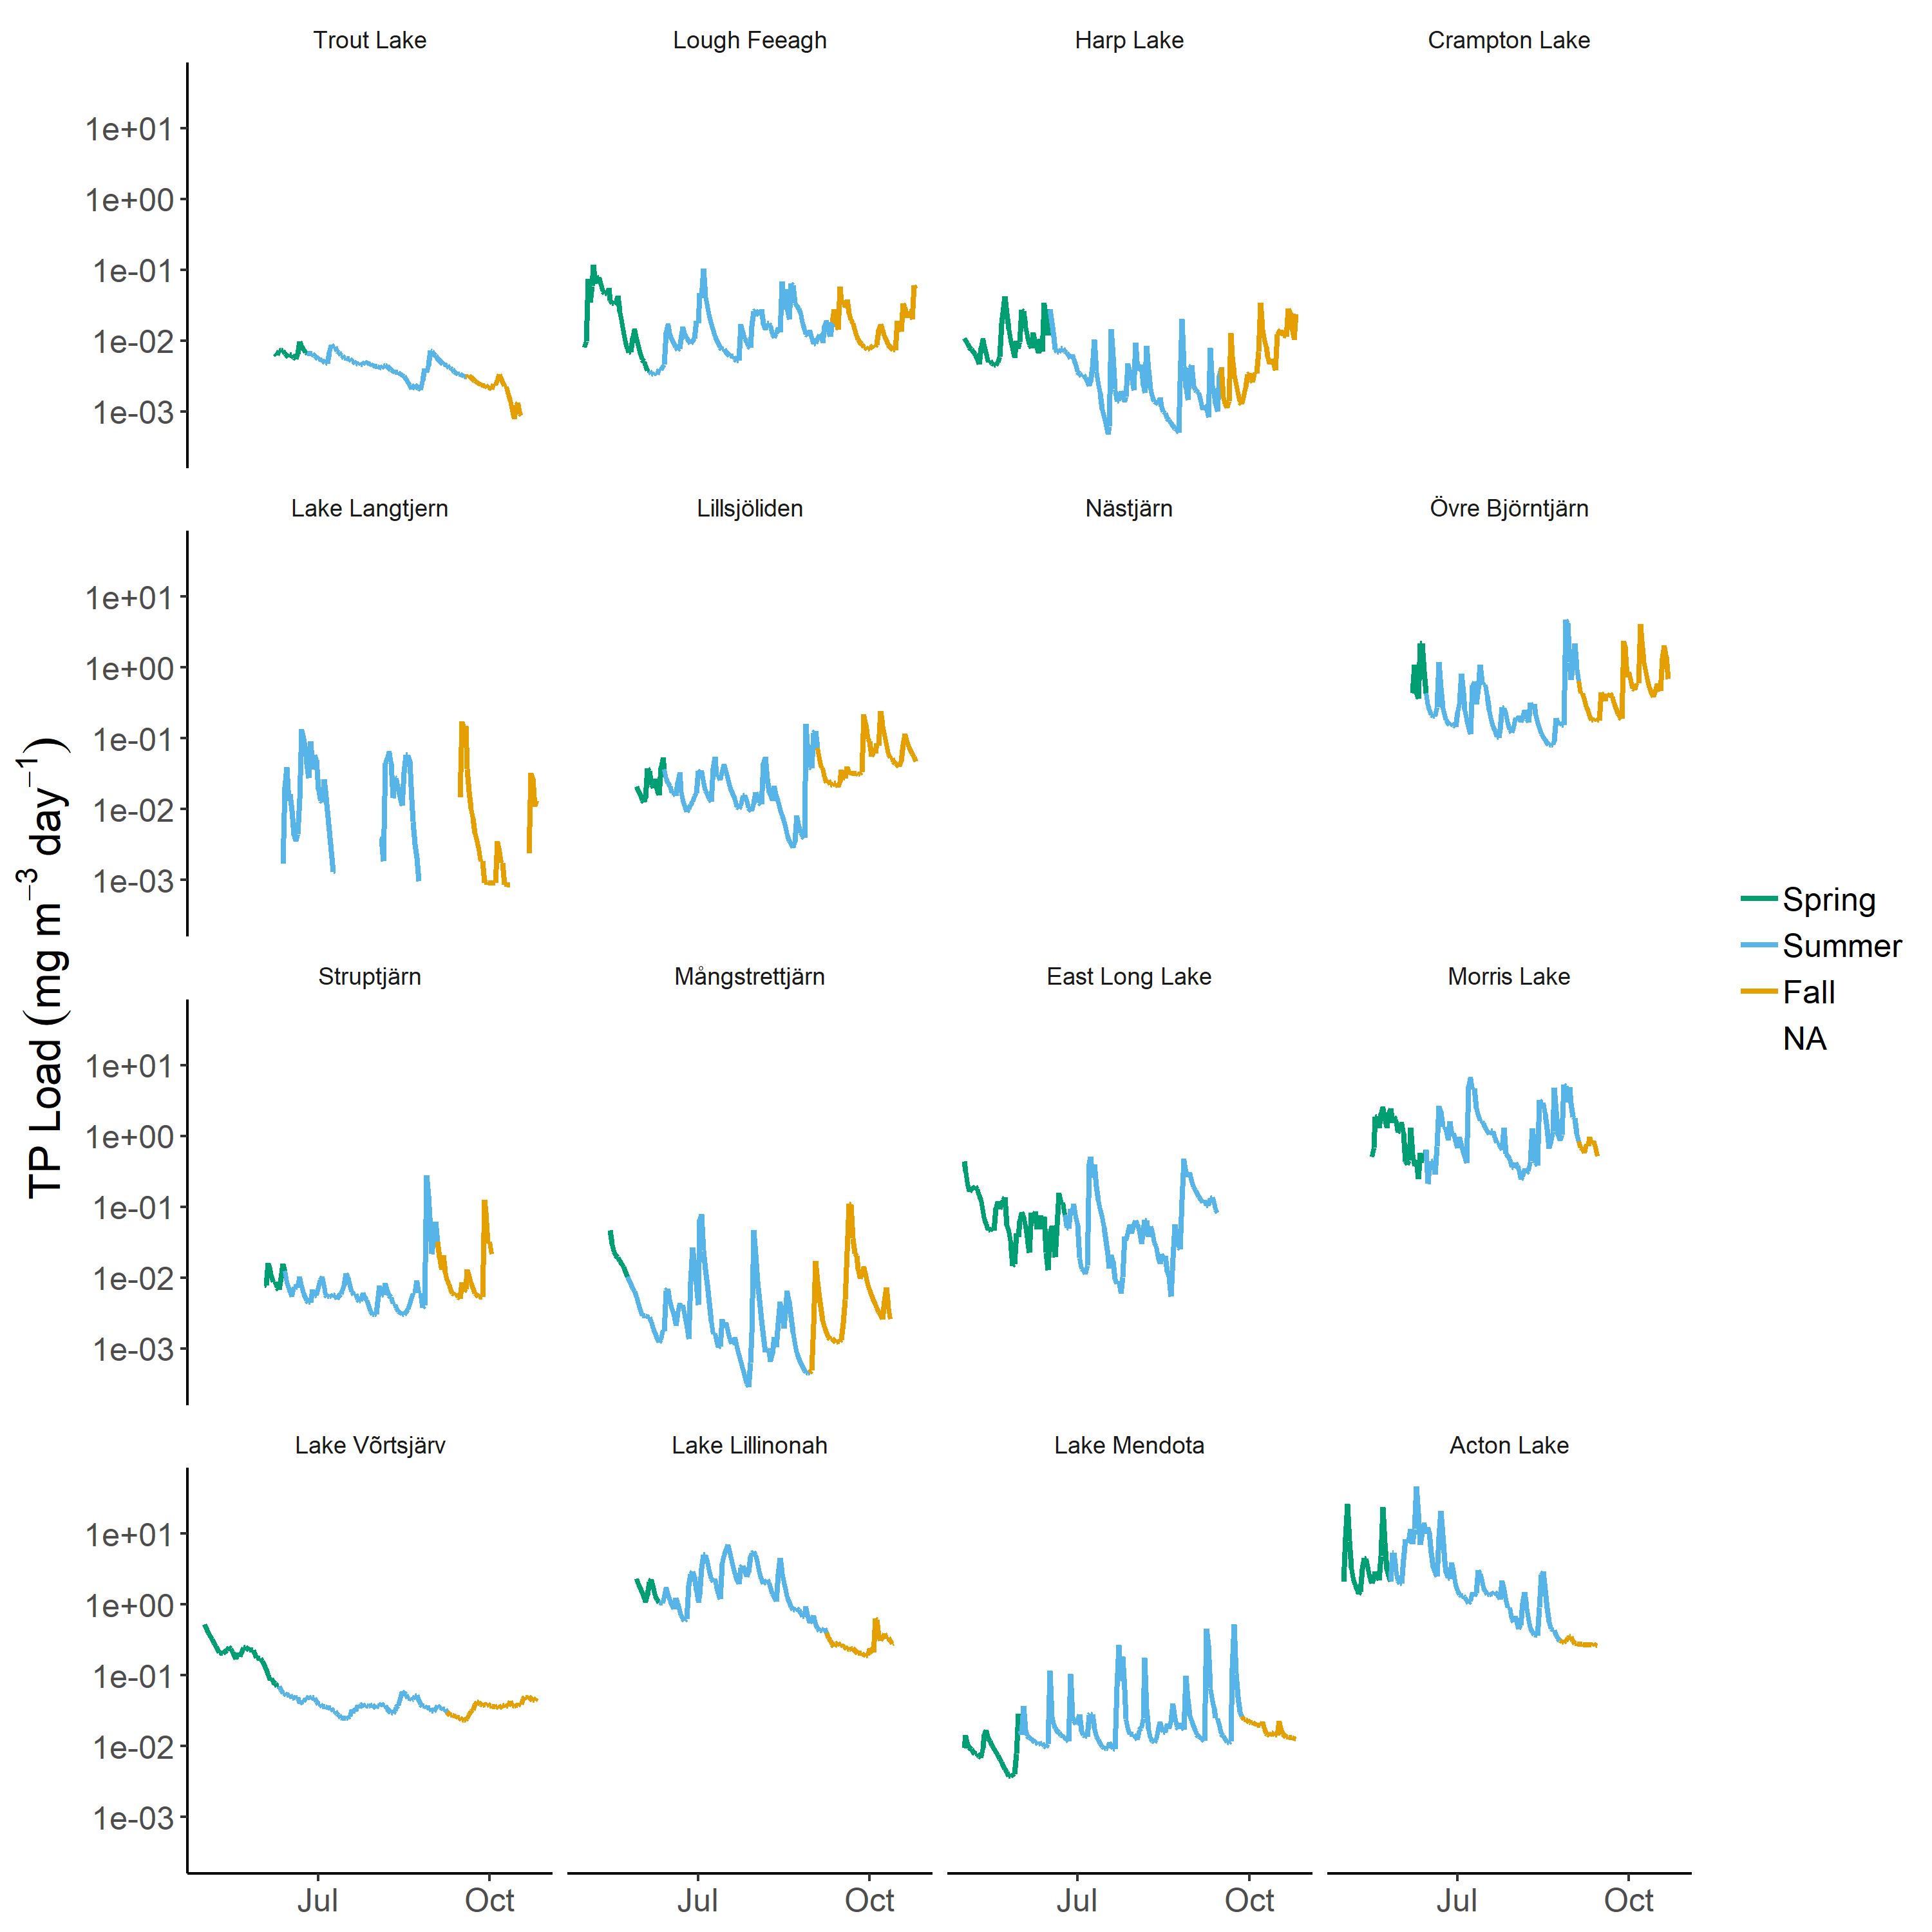 Trout Lake Lough Feeagh Harp Lake Crampton Lake
1e+01
1e+00
1e-01
1e-02
1e-03
Lake Langtjern Lillsjöliden Nästjärn Övre Björntjärn
1e+01
1e+00
1e-01
1e-02
1e-03
TP Load (mg m−3 day−1)
Spring
Summer
Fall
NA
Struptjärn Mångstrettjärn East Long Lake Morris Lake
1e+01
1e+00
1e-01
1e-02
1e-03
Lake Võrtsjärv Lake Lillinonah Lake Mendota Acton Lake
1e+01
1e+00
1e-01
1e-02
1e-03
Jul Oct Jul Oct Jul Oct Jul Oct